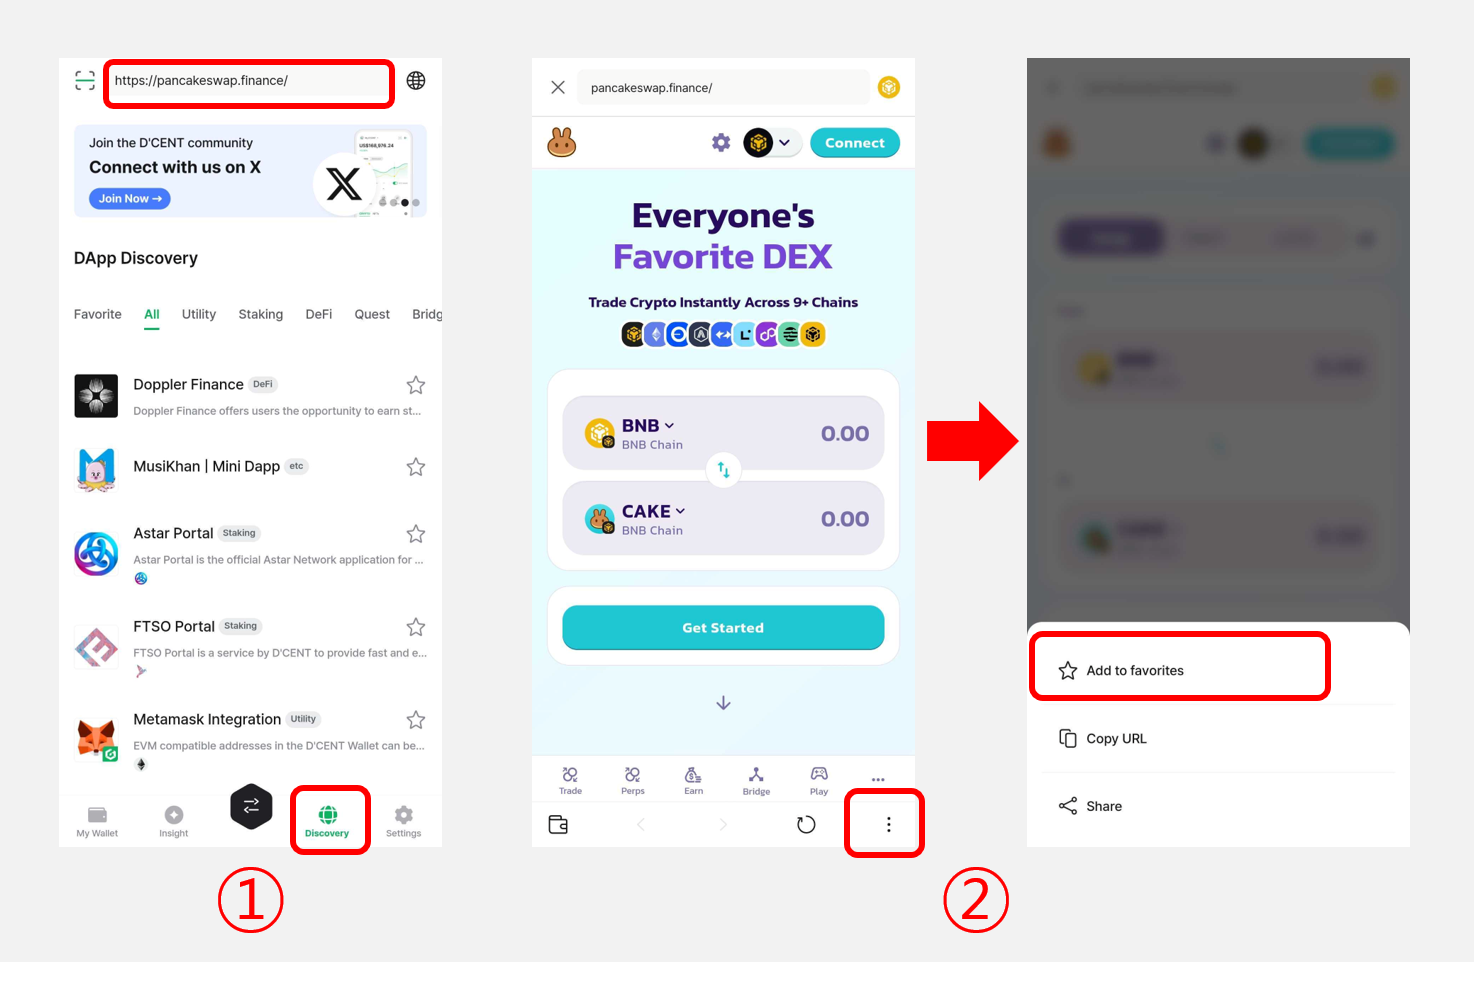 https://pancakeswap.finance/
Join the D'CENT community
Connect with us on X
Join Now →
US$168,976.24
DApp Discovery
Favorite All Utility Staking DeFi Quest Bridg
Doppler Finance DeFi
Doppler Finance offers users the opportunity to earn st...
MusiKhan | Mini Dapp etc
Astar Portal Staking
Astar Portal is the official Astar Network application for ...
FTSO Portal Staking
FTSO Portal is a service by D'CENT to provide fast and e...
Metamask Integration Utility
EVM compatible addresses in the D'CENT Wallet can be...
My Wallet Insight Discovery Settings
①
pancakeswap.finance/
Connect
Everyone's
Favorite DEX
Trade Crypto Instantly Across 9+ Chains
BNB
BNB Chain
0.00
CAKE
BNB Chain
0.00
Get Started
Trade Perps Earn Bridge Play ...
②
Add to favorites
Copy URL
Share